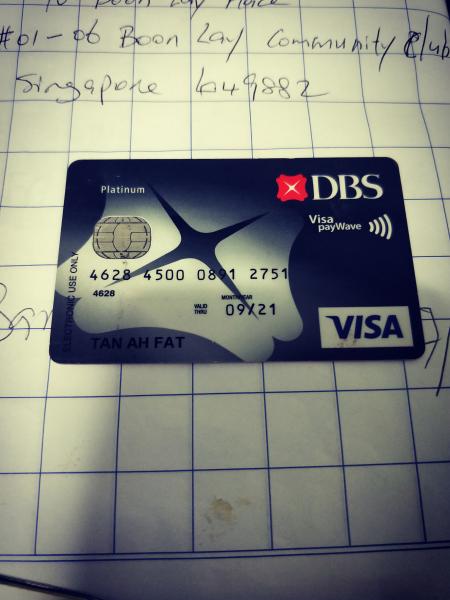 10 Boon Lay Place
#01-06 Boon Lay Community Club
Singapore 649882
Platinum
DBS
Visa
payWave
4628 4500 0891 2751
4628
MONTH/YEAR
VALID THRU 09/21
ELECTRONIC USE ONLY
VISA
TAN AH FAT